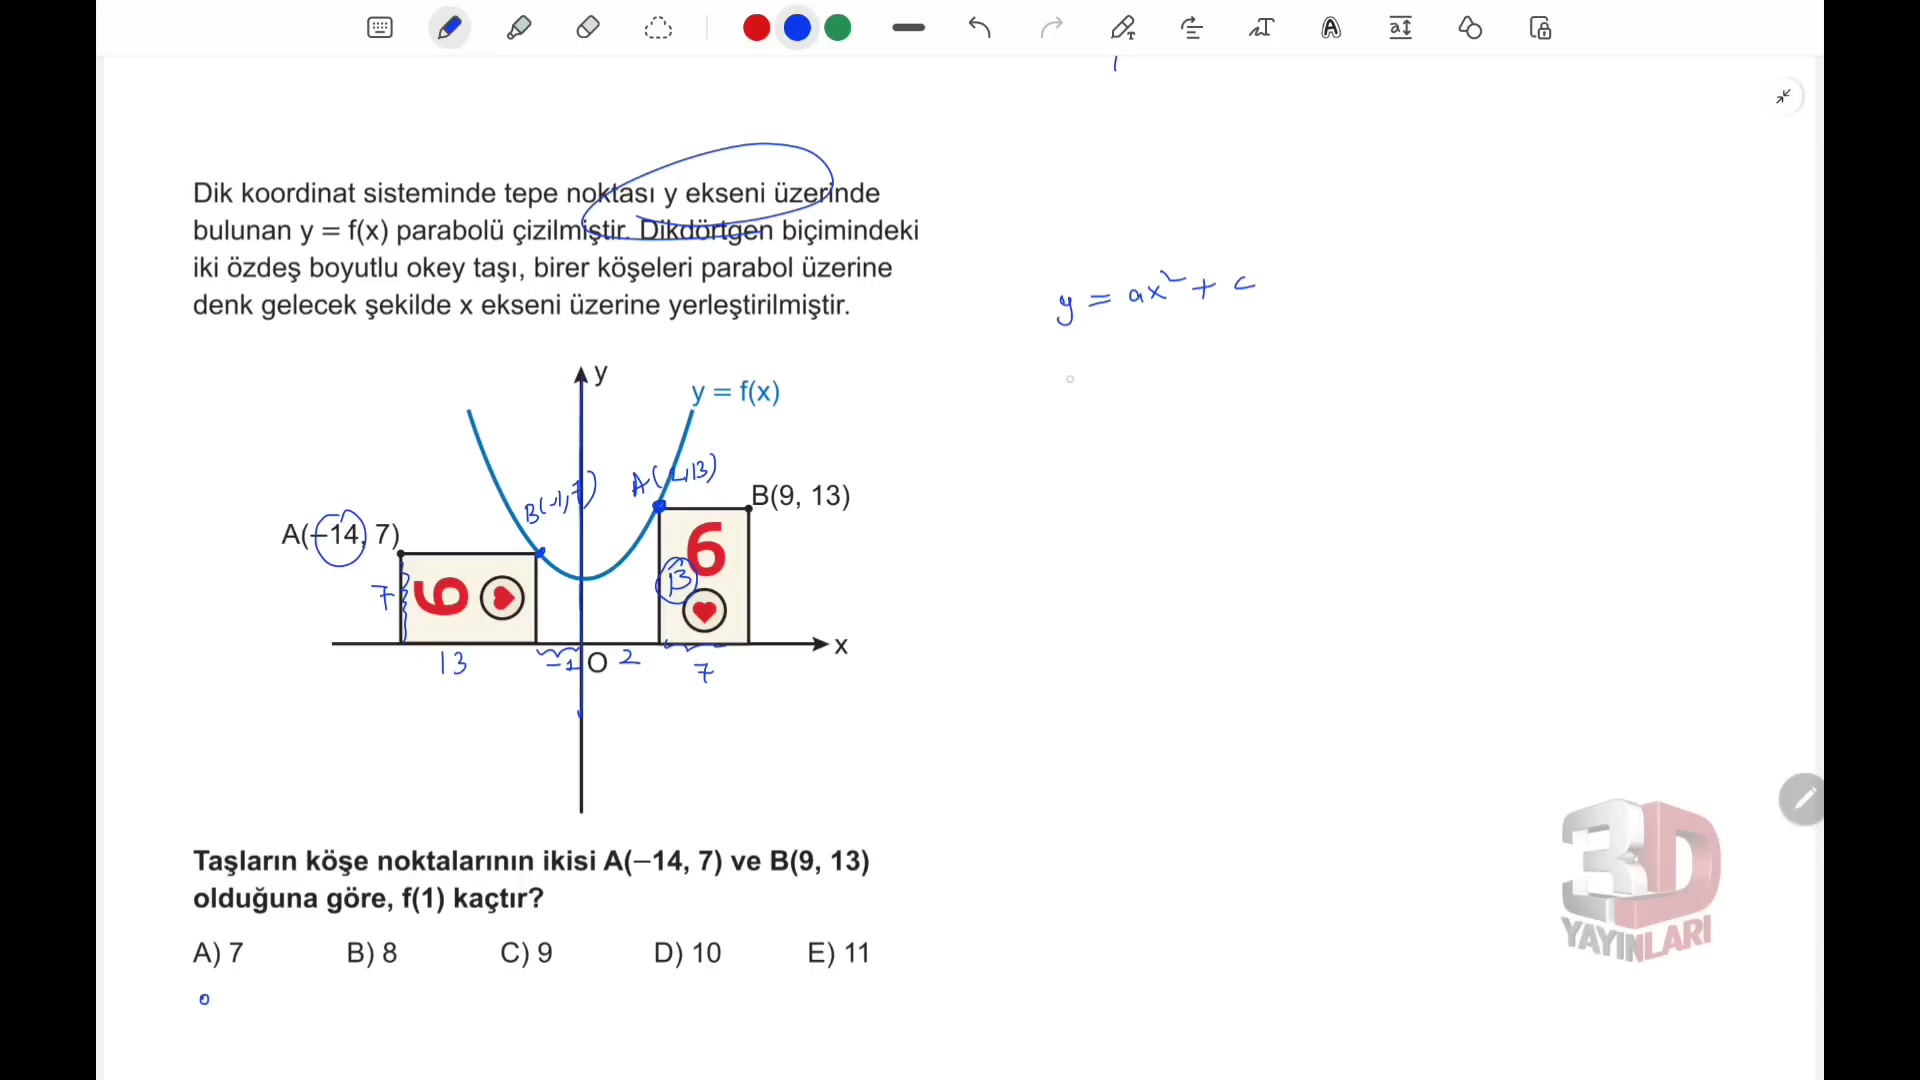 Dik koordinat sisteminde tepe noktası y ekseni üzerinde
bulunan y = f(x) parabolü çizilmiştir. Dikdörtgen biçimindeki
iki özdeş boyutlu okey taşı, birer köşeleri parabol üzerine
denk gelecek şekilde x ekseni üzerine yerleştirilmiştir.
y = ax² + c
y
y = f(x)
B(-1,7)
B(9, 13)
A(−14, 7)
6
13
7
6
13
-1
O
2
7
x
Taşların köşe noktalarının ikisi A(−14, 7) ve B(9, 13)
olduğuna göre, f(1) kaçtır?
A) 7 B) 8 C) 9 D) 10 E) 11
3D
YAYINLARI